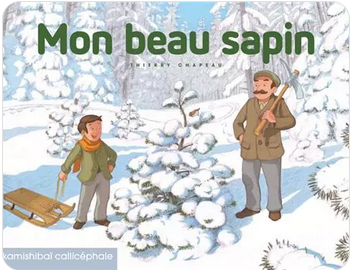 Mon beau sapin
THIERRY CHAPEAU
kamishibaï callicéphale